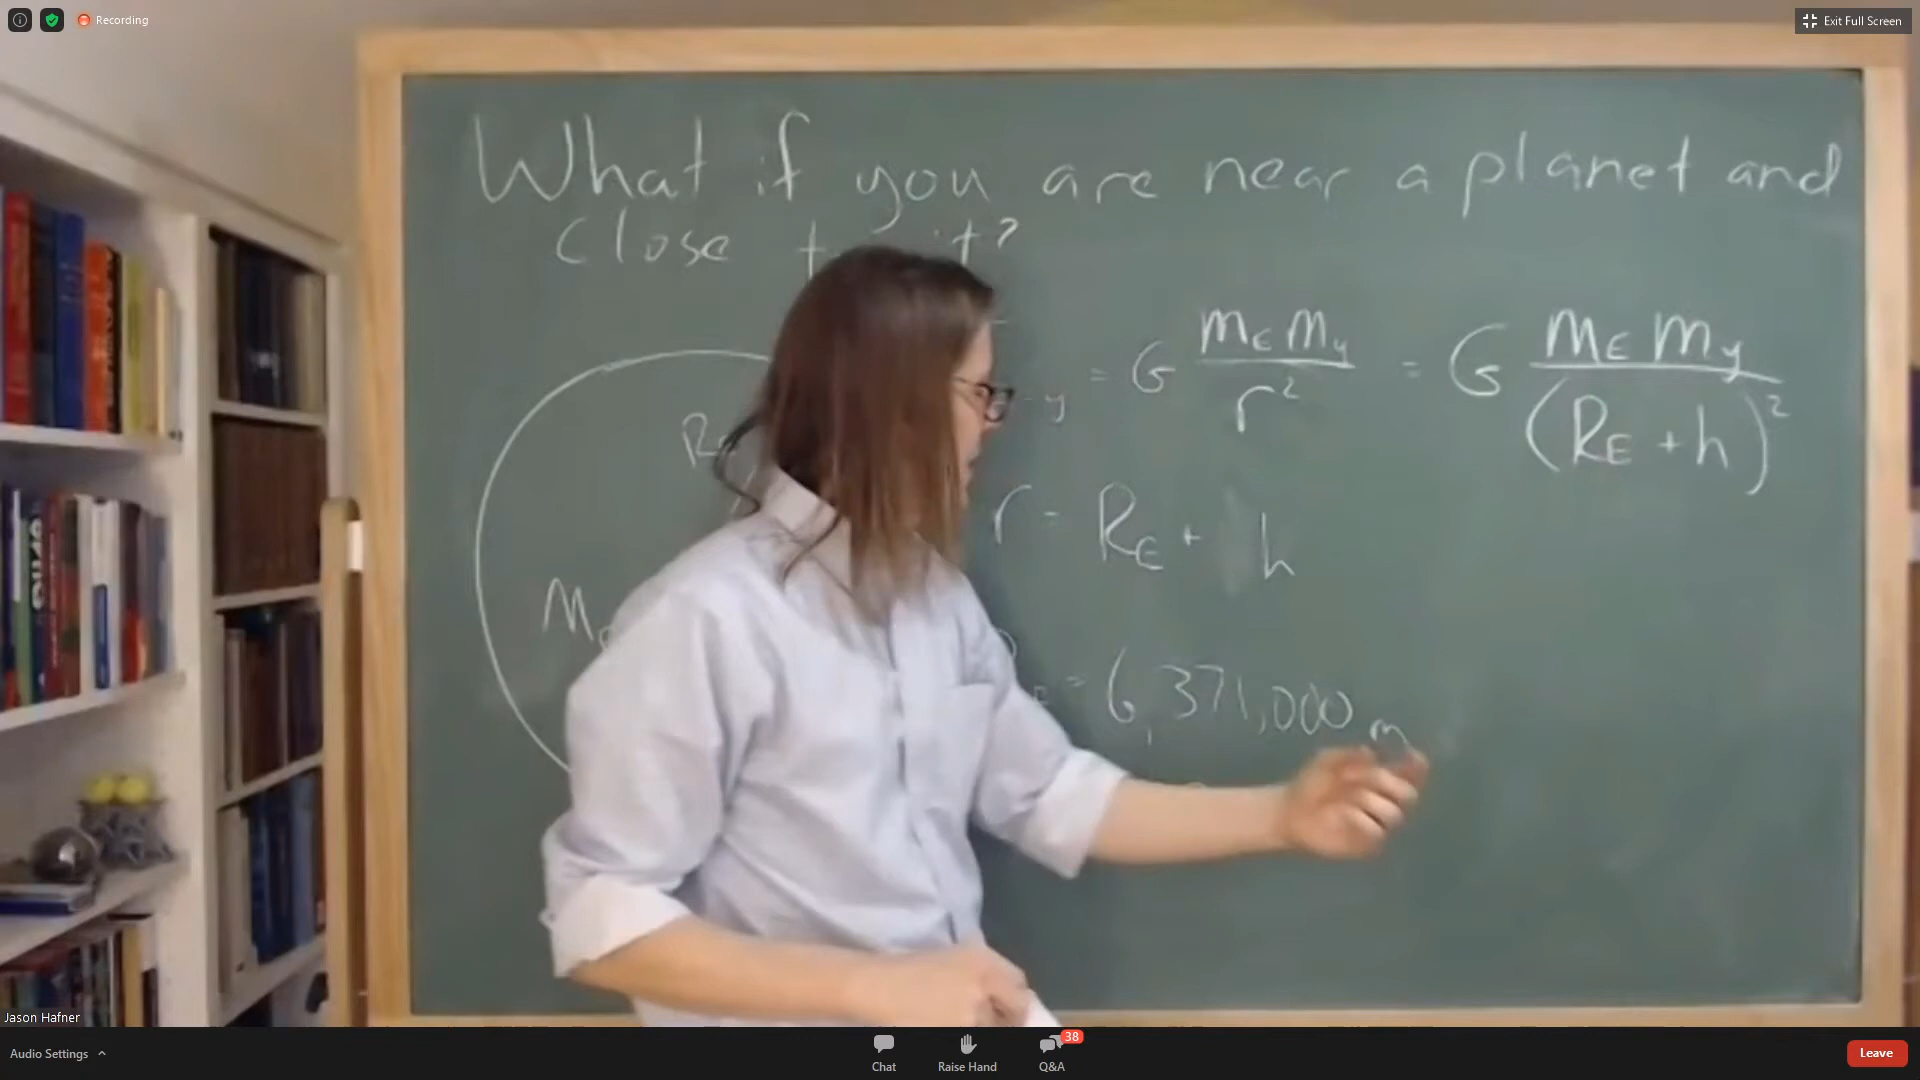 Recording
Exit Full Screen
What if you are near a planet and
close it?
= G mE my / r² = G mE mY / (RE + h)²
r = RE + h
= 6,371,000 m
Jason Hafner
Audio Settings
Chat
Raise Hand
Q&A
38
Leave